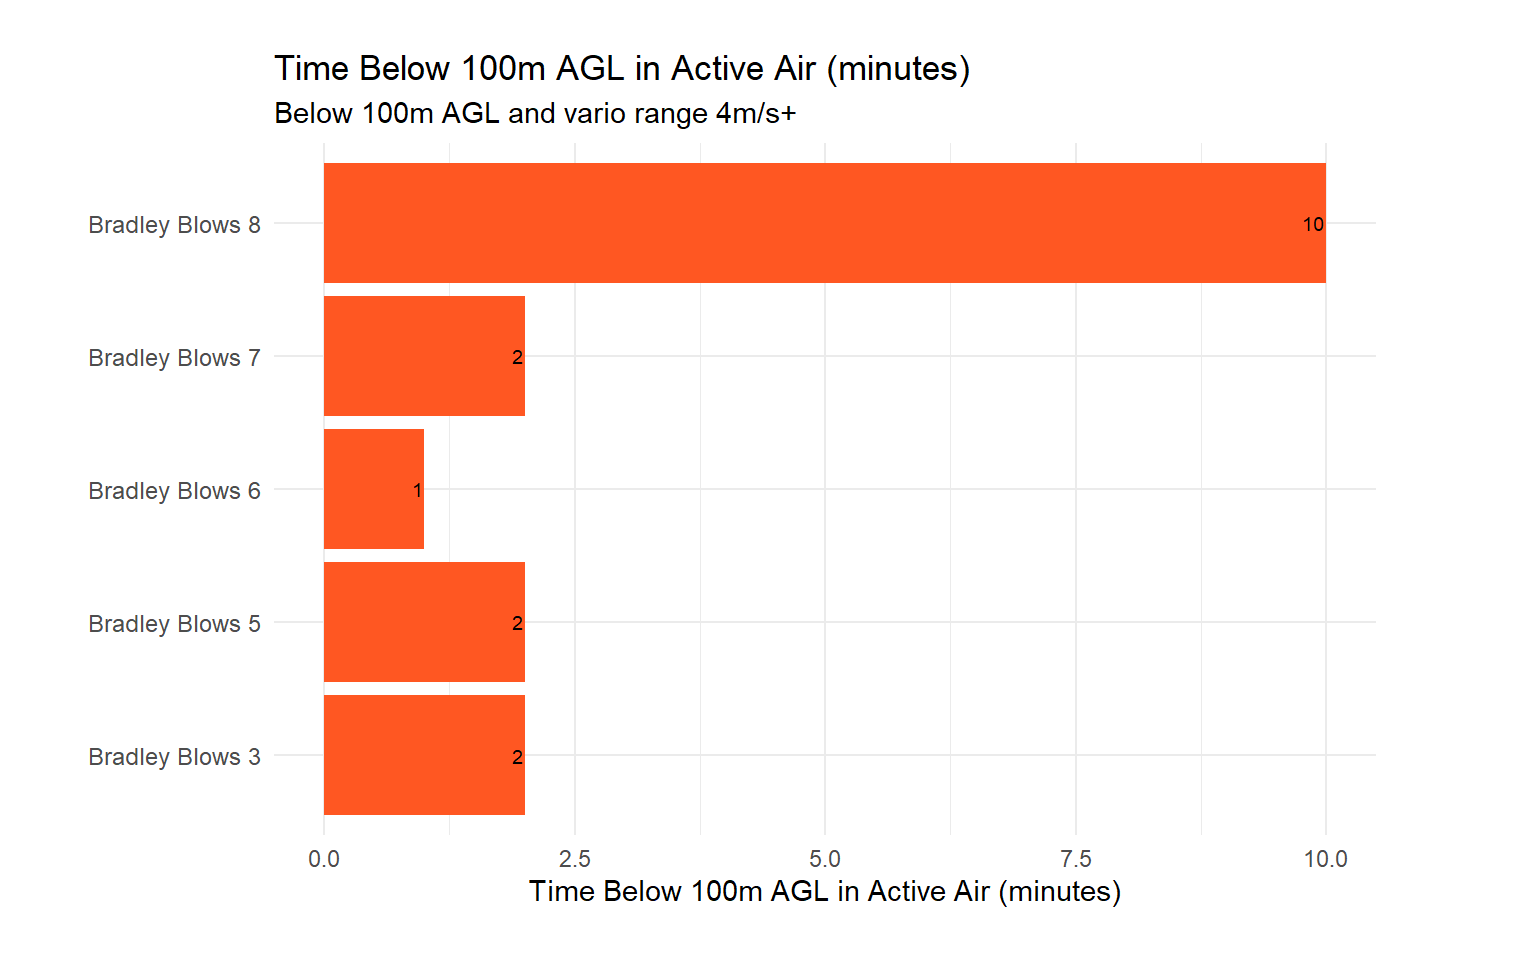 Time Below 100m AGL in Active Air (minutes)
Below 100m AGL and vario range 4m/s+
Bradley Blows 8
10
Bradley Blows 7
2
Bradley Blows 6
1
Bradley Blows 5
2
Bradley Blows 3
2
0.0 2.5 5.0 7.5 10.0
Time Below 100m AGL in Active Air (minutes)